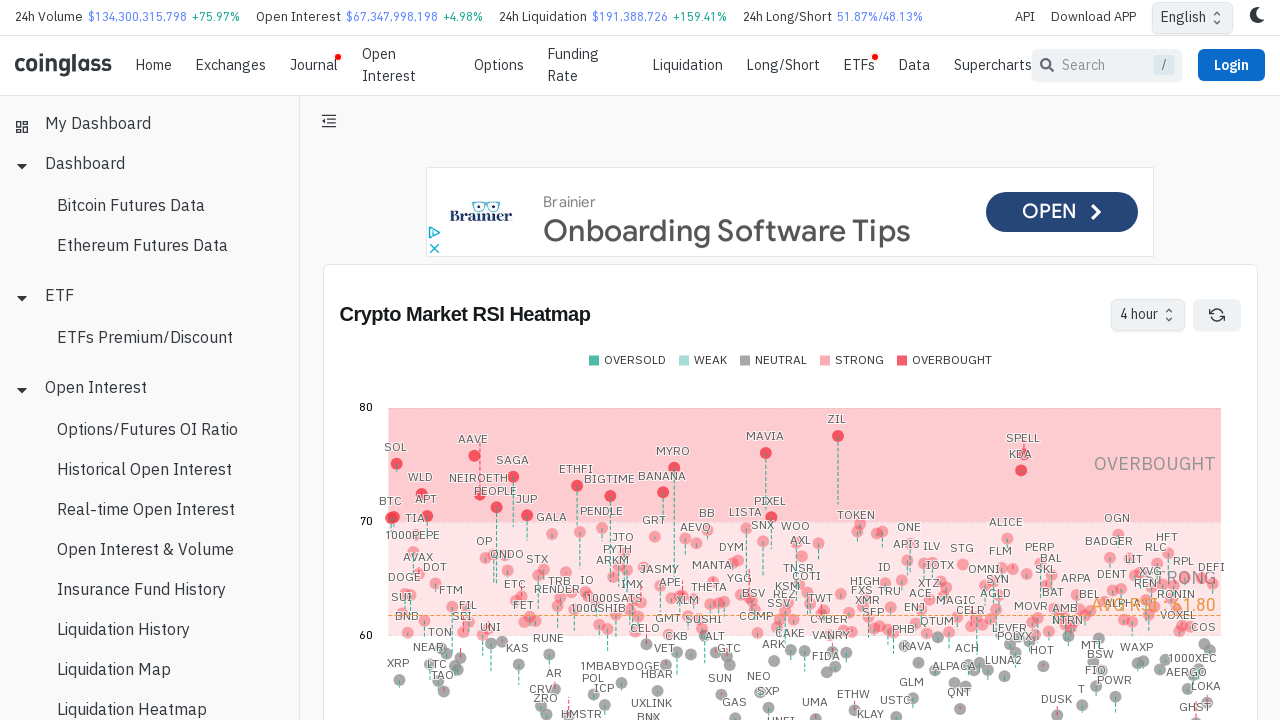 24h Volume $134,300,315,798 +75.97% Open Interest $67,347,998,198 +4.98% 24h Liquidation $191,388,726 +159.41% 24h Long/Short 51.87%/48.13% API Download APP English
coinglass Home Exchanges Journal Open Interest Options Funding Rate Liquidation Long/Short ETFs Data Supercharts Search / Login
My Dashboard
Dashboard
Bitcoin Futures Data
Ethereum Futures Data
ETF
ETFs Premium/Discount
Open Interest
Options/Futures OI Ratio
Historical Open Interest
Real-time Open Interest
Open Interest & Volume
Insurance Fund History
Liquidation History
Liquidation Map
Liquidation Heatmap
Brainier
Brainier
Onboarding Software Tips
OPEN
Crypto Market RSI Heatmap
4 hour
OVERSOLD WEAK NEUTRAL STRONG OVERBOUGHT
80
ZIL
AAVE MAVIA SPELL
SOL MYRO KDA
SAGA OVERBOUGHT
ETHFI
WLD NEIROETH BIGTIME BANANA
PEOPLE
BTC APT JUP PIXEL
PENDLE BB LISTA
70 TIA GALA GRT TOKEN ALICE OGN
AEVO SNX WOO ONE
1000PEPE OP JTO AXL BADGER HFT
PYTH DYM API3 ILV STG FLM PERP RLC
AVAX ONDO STX ARKM MANTA BAL LIT RPL
DOT JASMY TNSR ID IOTX OMNI SKL XVG DEFI
DOGE ETC TRB IO IMX APE YGG COTI HIGH XTZ SYN ARPA DENT
FTM RENDER THETA KSM FXS TRU ACE AGLD BAT BEL RONIN
SUI FIL FET 1000SATS XLM BSV REZ TWT XMR MAGIC MOVR ALPHA
1000SHIB SSV SFP ENJ CELR AMB
BNB SEI GMT SUSHI COMP CYBER QTUM NTRN VOXEL
TON UNI CELO CAKE VANRY PHB LEVER COS
60 RUNE CKB ALT POLYX
NEAR KAS VET GTC ARK KAVA ACH HOT MTL WAXP
XRP LTC 1MBABYDOGE FIDA ALPACA LUNA2 BSW 1000XEC
TAO AR POL HBAR SUN NEO GLM POWR AERGO
CRV ICP SXP ETHW QNT T LOKA
ZRO UXLINK GAS UMA USTC DUSK GHST
HMSTR BNX KLAY